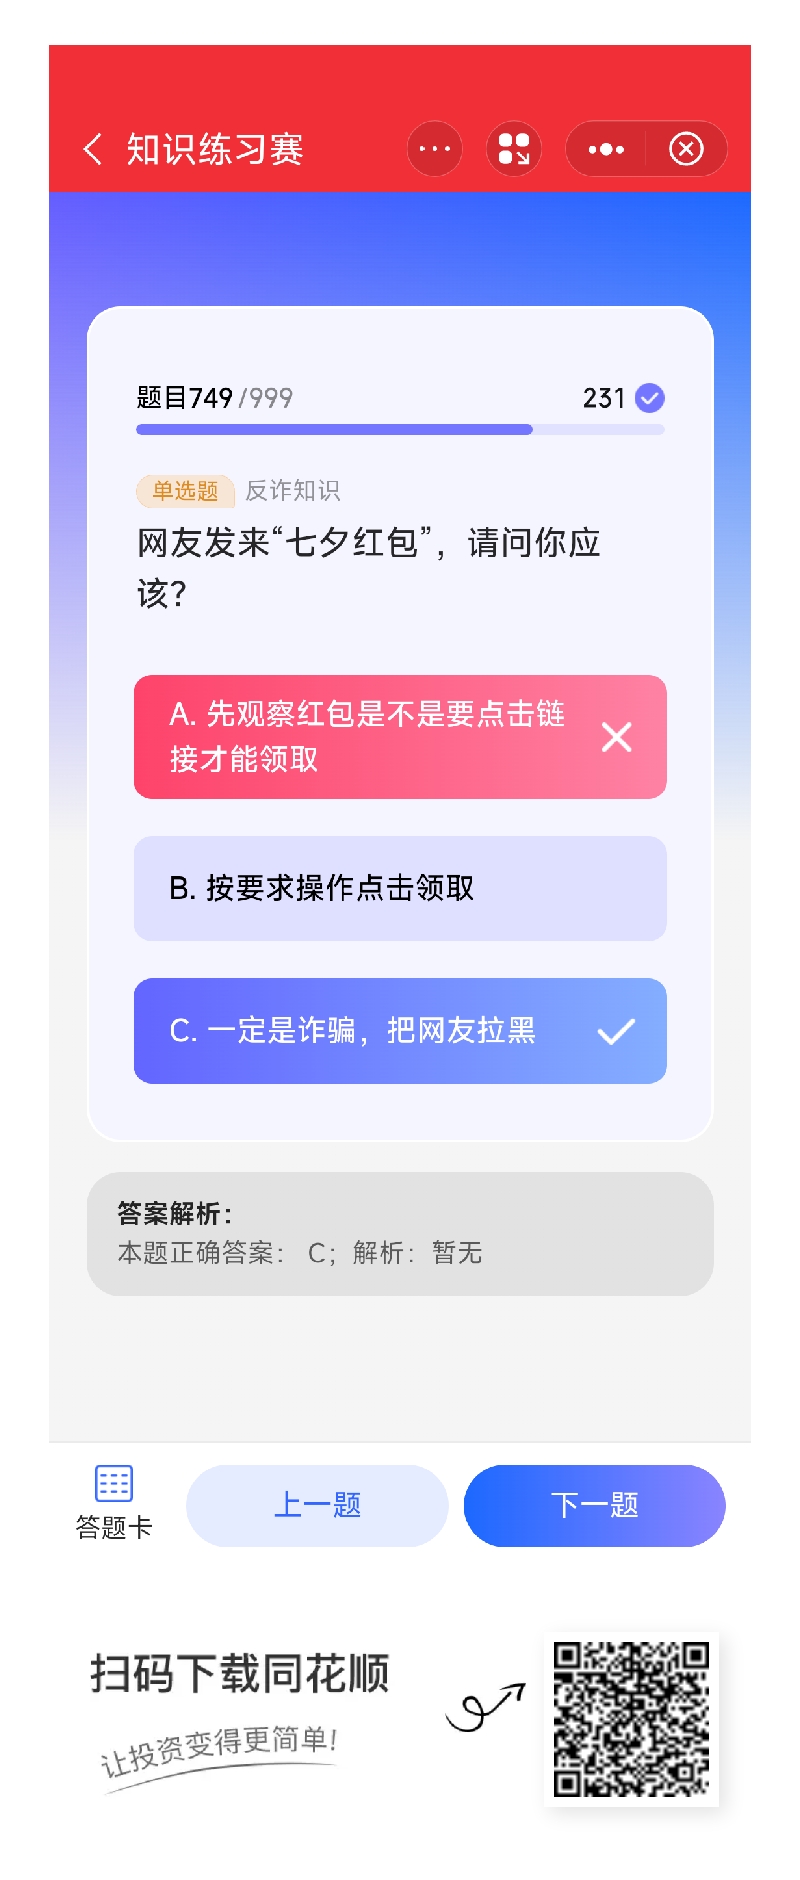 知识练习赛
题目749/999
231
单选题 反诈知识
网友发来“七夕红包”，请问你应
该？
A. 先观察红包是不是要点击链
接才能领取
B. 按要求操作点击领取
C. 一定是诈骗，把网友拉黑
答案解析：
本题正确答案： C；解析：暂无
答题卡
上一题
下一题
扫码下载同花顺
让投资变得更简单!